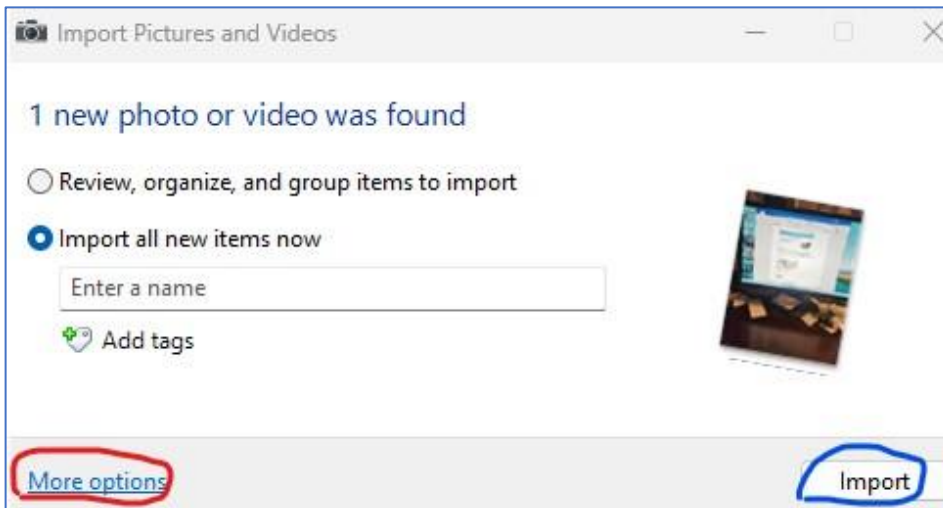 Import Pictures and Videos
1 new photo or video was found
Review, organize, and group items to import
Import all new items now
Enter a name
Add tags
More options
Import